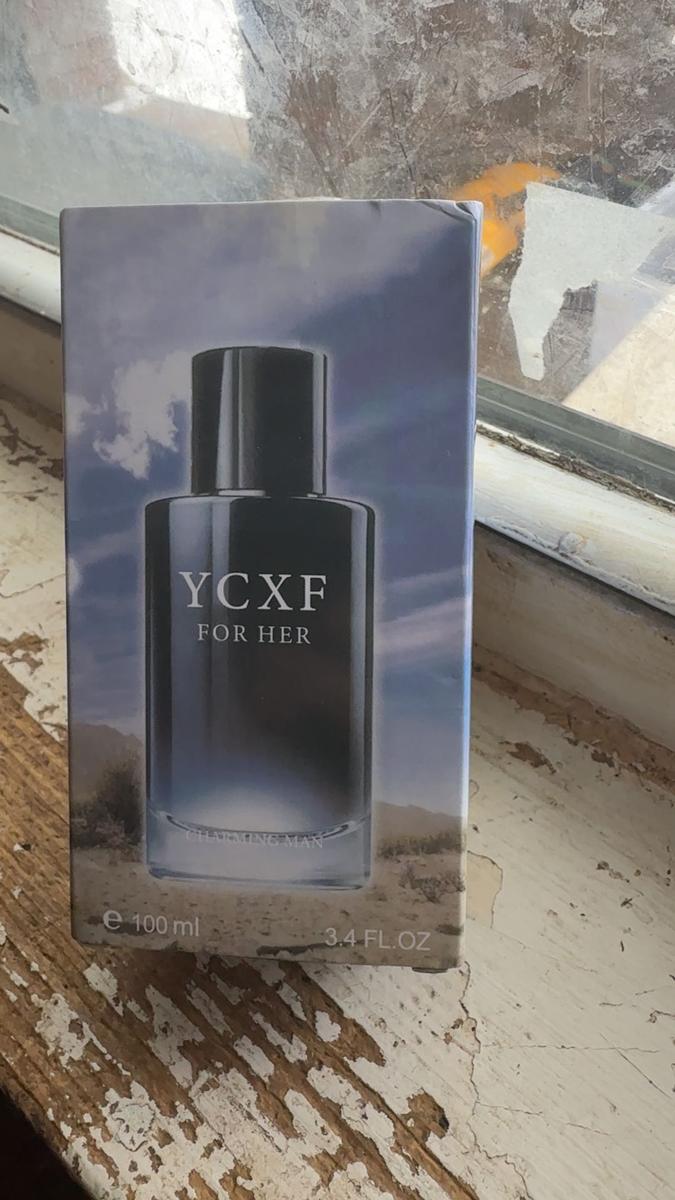 YCXF
FOR HER
CHARMING MAN
e 100 ml
3.4 FL.OZ